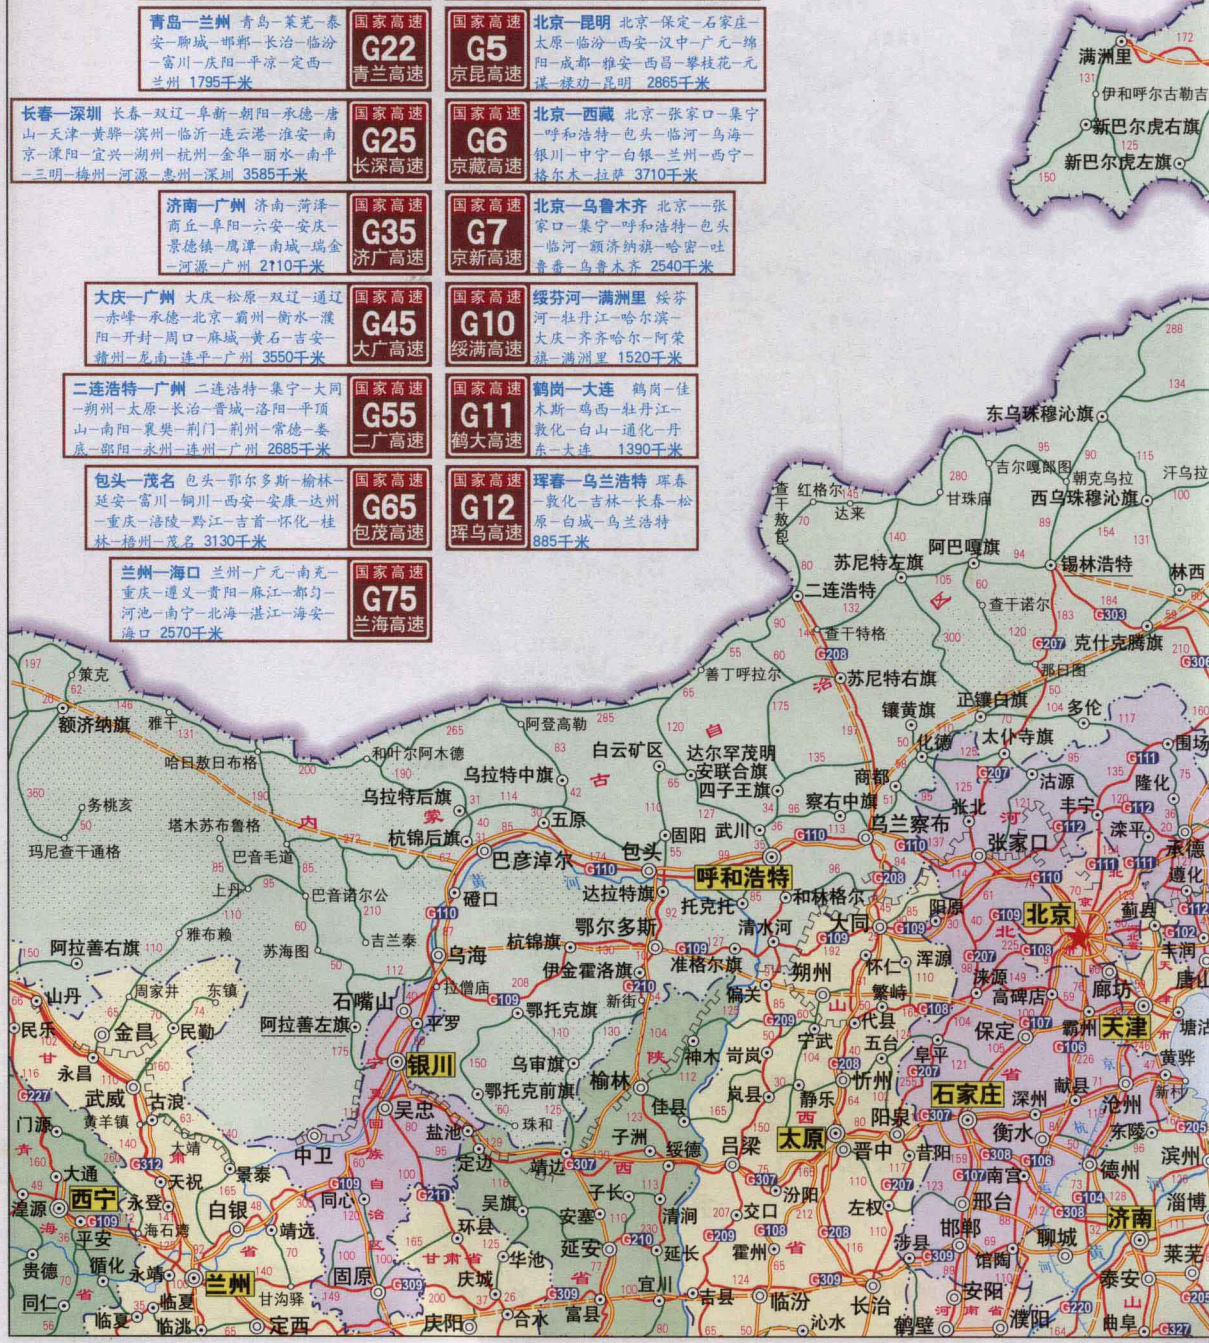 青岛—兰州 青岛-莱芜-泰
安-聊城-邯郸-长治-临汾
-富川-庆阳-平凉-定西-
兰州 1795千米
国家高速
G22
青兰高速
国家高速
G5
京昆高速
北京—昆明 北京-保定-石家庄-
太原-临汾-西安-汉中-广元-绵
阳-成都-雅安-西昌-攀枝花-元
谋-禄劝-昆明 2865千米
长春—深圳 长春-双辽-阜新-朝阳-承德-唐
山-天津-黄骅-滨州-临沂-连云港-淮安-南
京-溧阳-宜兴-湖州-杭州-金华-丽水-南平
-三明-梅州-河源-惠州-深圳 3585千米
国家高速
G25
长深高速
国家高速
G6
京藏高速
北京—西藏 北京-张家口-集宁
-呼和浩特-包头-临河-乌海-
银川-中宁-白银-兰州-西宁-
格尔木-拉萨 3710千米
济南—广州 济南-菏泽-
商丘-阜阳-六安-安庆-
景德镇-鹰潭-南城-瑞金
-河源-广州 2110千米
国家高速
G35
济广高速
国家高速
G7
京新高速
北京—乌鲁木齐 北京--张
家口-集宁-呼和浩特-包头
-临河-额济纳旗-哈密-吐
鲁番-乌鲁木齐 2540千米
大庆—广州 大庆-松原-双辽-通辽
-赤峰-承德-北京-霸州-衡水-濮
阳-开封-周口-麻城-黄石-吉安-
赣州-龙南-连平-广州 3550千米
国家高速
G45
大广高速
国家高速
G10
绥满高速
绥芬河—满洲里 绥芬
河-牡丹江-哈尔滨-
大庆-齐齐哈尔-阿荣
旗-满洲里 1520千米
二连浩特—广州 二连浩特-集宁-大同
-朔州-太原-长治-晋城-洛阳-平顶
山-南阳-襄樊-荆门-荆州-常德-娄
底-邵阳-永州-连州-广州 2685千米
国家高速
G55
二广高速
国家高速
G11
鹤大高速
鹤岗—大连 鹤岗-佳
木斯-鸡西-牡丹江-
敦化-白山-通化-丹
东-大连 1390千米
包头—茂名 包头-鄂尔多斯-榆林-
延安-富川-铜川-西安-安康-达州
-重庆-涪陵-黔江-吉首-怀化-桂
林-梧州-茂名 3130千米
国家高速
G65
包茂高速
国家高速
G12
珲乌高速
珲春—乌兰浩特 珲春
-敦化-吉林-长春-松
原-白城-乌兰浩特
885千米
兰州—海口 兰州-广元-南充-
重庆-遵义-贵阳-麻江-都匀-
河池-南宁-北海-湛江-海安-
海口 2570千米
国家高速
G75
兰海高速
满洲里
伊和呼尔古勒吉
新巴尔虎右旗
新巴尔虎左旗
东乌珠穆沁旗
吉尔嘎郎图
朝克乌拉
汗乌拉
西乌珠穆沁旗
甘珠庙
查干敖包
红格尔
达来
苏尼特左旗
阿巴嘎旗
锡林浩特
林西
二连浩特
查干诺尔
G303
查干特格
G208
G207
克什克腾旗
G306
那日图
苏尼特右旗
善丁呼拉尔
正镶白旗
多伦
镶黄旗
太仆寺旗
化德
围场
策克
额济纳旗
雅干
哈日敖日布格
和叶尔阿木德
阿登高勒
白云矿区
达尔罕茂明
安联合旗
四子王旗
乌拉特中旗
乌拉特后旗
商都
察右中旗
沽源
隆化
丰宁
张北
滦平
承德
务桃亥
玛尼查干通格
塔木苏布鲁格
巴音毛道
杭锦后旗
五原
巴彦淖尔
包头
固阳
武川
乌兰察布
张家口
呼和浩特
达拉特旗
托克托
和林格尔
大同
阳原
北京
蓟县
遵化
上丹
巴音诺尔公
磴口
吉兰泰
雅布赖
阿拉善右旗
苏海图
乌海
杭锦旗
鄂尔多斯
伊金霍洛旗
准格尔旗
清水河
朔州
怀仁
浑源
涞源
高碑店
廊坊
丰润
唐山
周家井
东镇
石嘴山
拉僧庙
鄂托克旗
新街
偏关
繁峙
代县
保定
霸州
天津
塘沽
山丹
民乐
金昌
民勤
阿拉善左旗
平罗
银川
乌审旗
鄂托克前旗
榆林
神木
岢岚
宁武
五台
阜平
忻州
石家庄
黄骅
永昌
武威
古浪
黄羊镇
大靖
吴忠
盐池
珠和
佳县
岚县
静乐
阳泉
深州
献县
沧州
新村
门源
大通
西宁
湟源
平安
天祝
永登
海石湾
景泰
中卫
同心
定边
靖边
子洲
绥德
吕梁
太原
晋中
昔阳
衡水
东陵
滨州
南宫
德州
白银
靖远
环县
吴旗
子长
清涧
安塞
汾阳
交口
左权
邢台
淄博
济南
贵德
循化
永靖
兰州
固原
华池
延安
延长
霍州
涉县
邯郸
馆陶
聊城
莱芜
同仁
临夏
临夏
临洮
甘沟驿
定西
庆城
庆阳
合水
富县
宜川
吉县
临汾
沁水
长治
安阳
鹤壁
濮阳
泰安
曲阜
G327